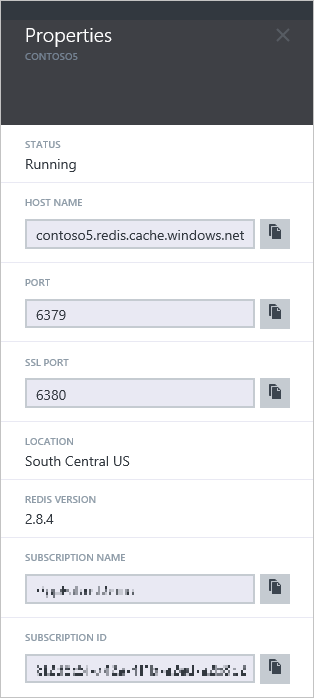 Properties
CONTOSO5
STATUS
Running
HOST NAME
contoso5.redis.cache.windows.net
PORT
6379
SSL PORT
6380
LOCATION
South Central US
REDIS VERSION
2.8.4
SUBSCRIPTION NAME
SUBSCRIPTION ID